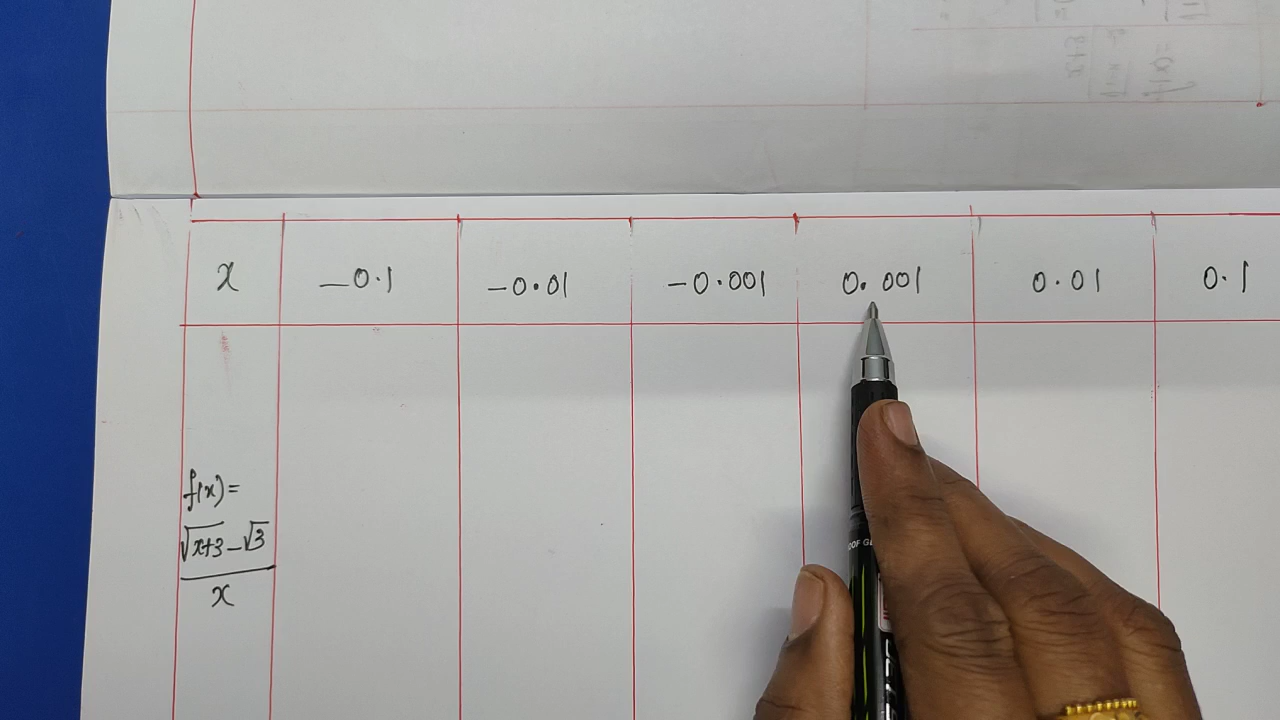 x -0.1 -0.01 -0.001 0.001 0.01 0.1
f(x)=
√x+3 - √3
x